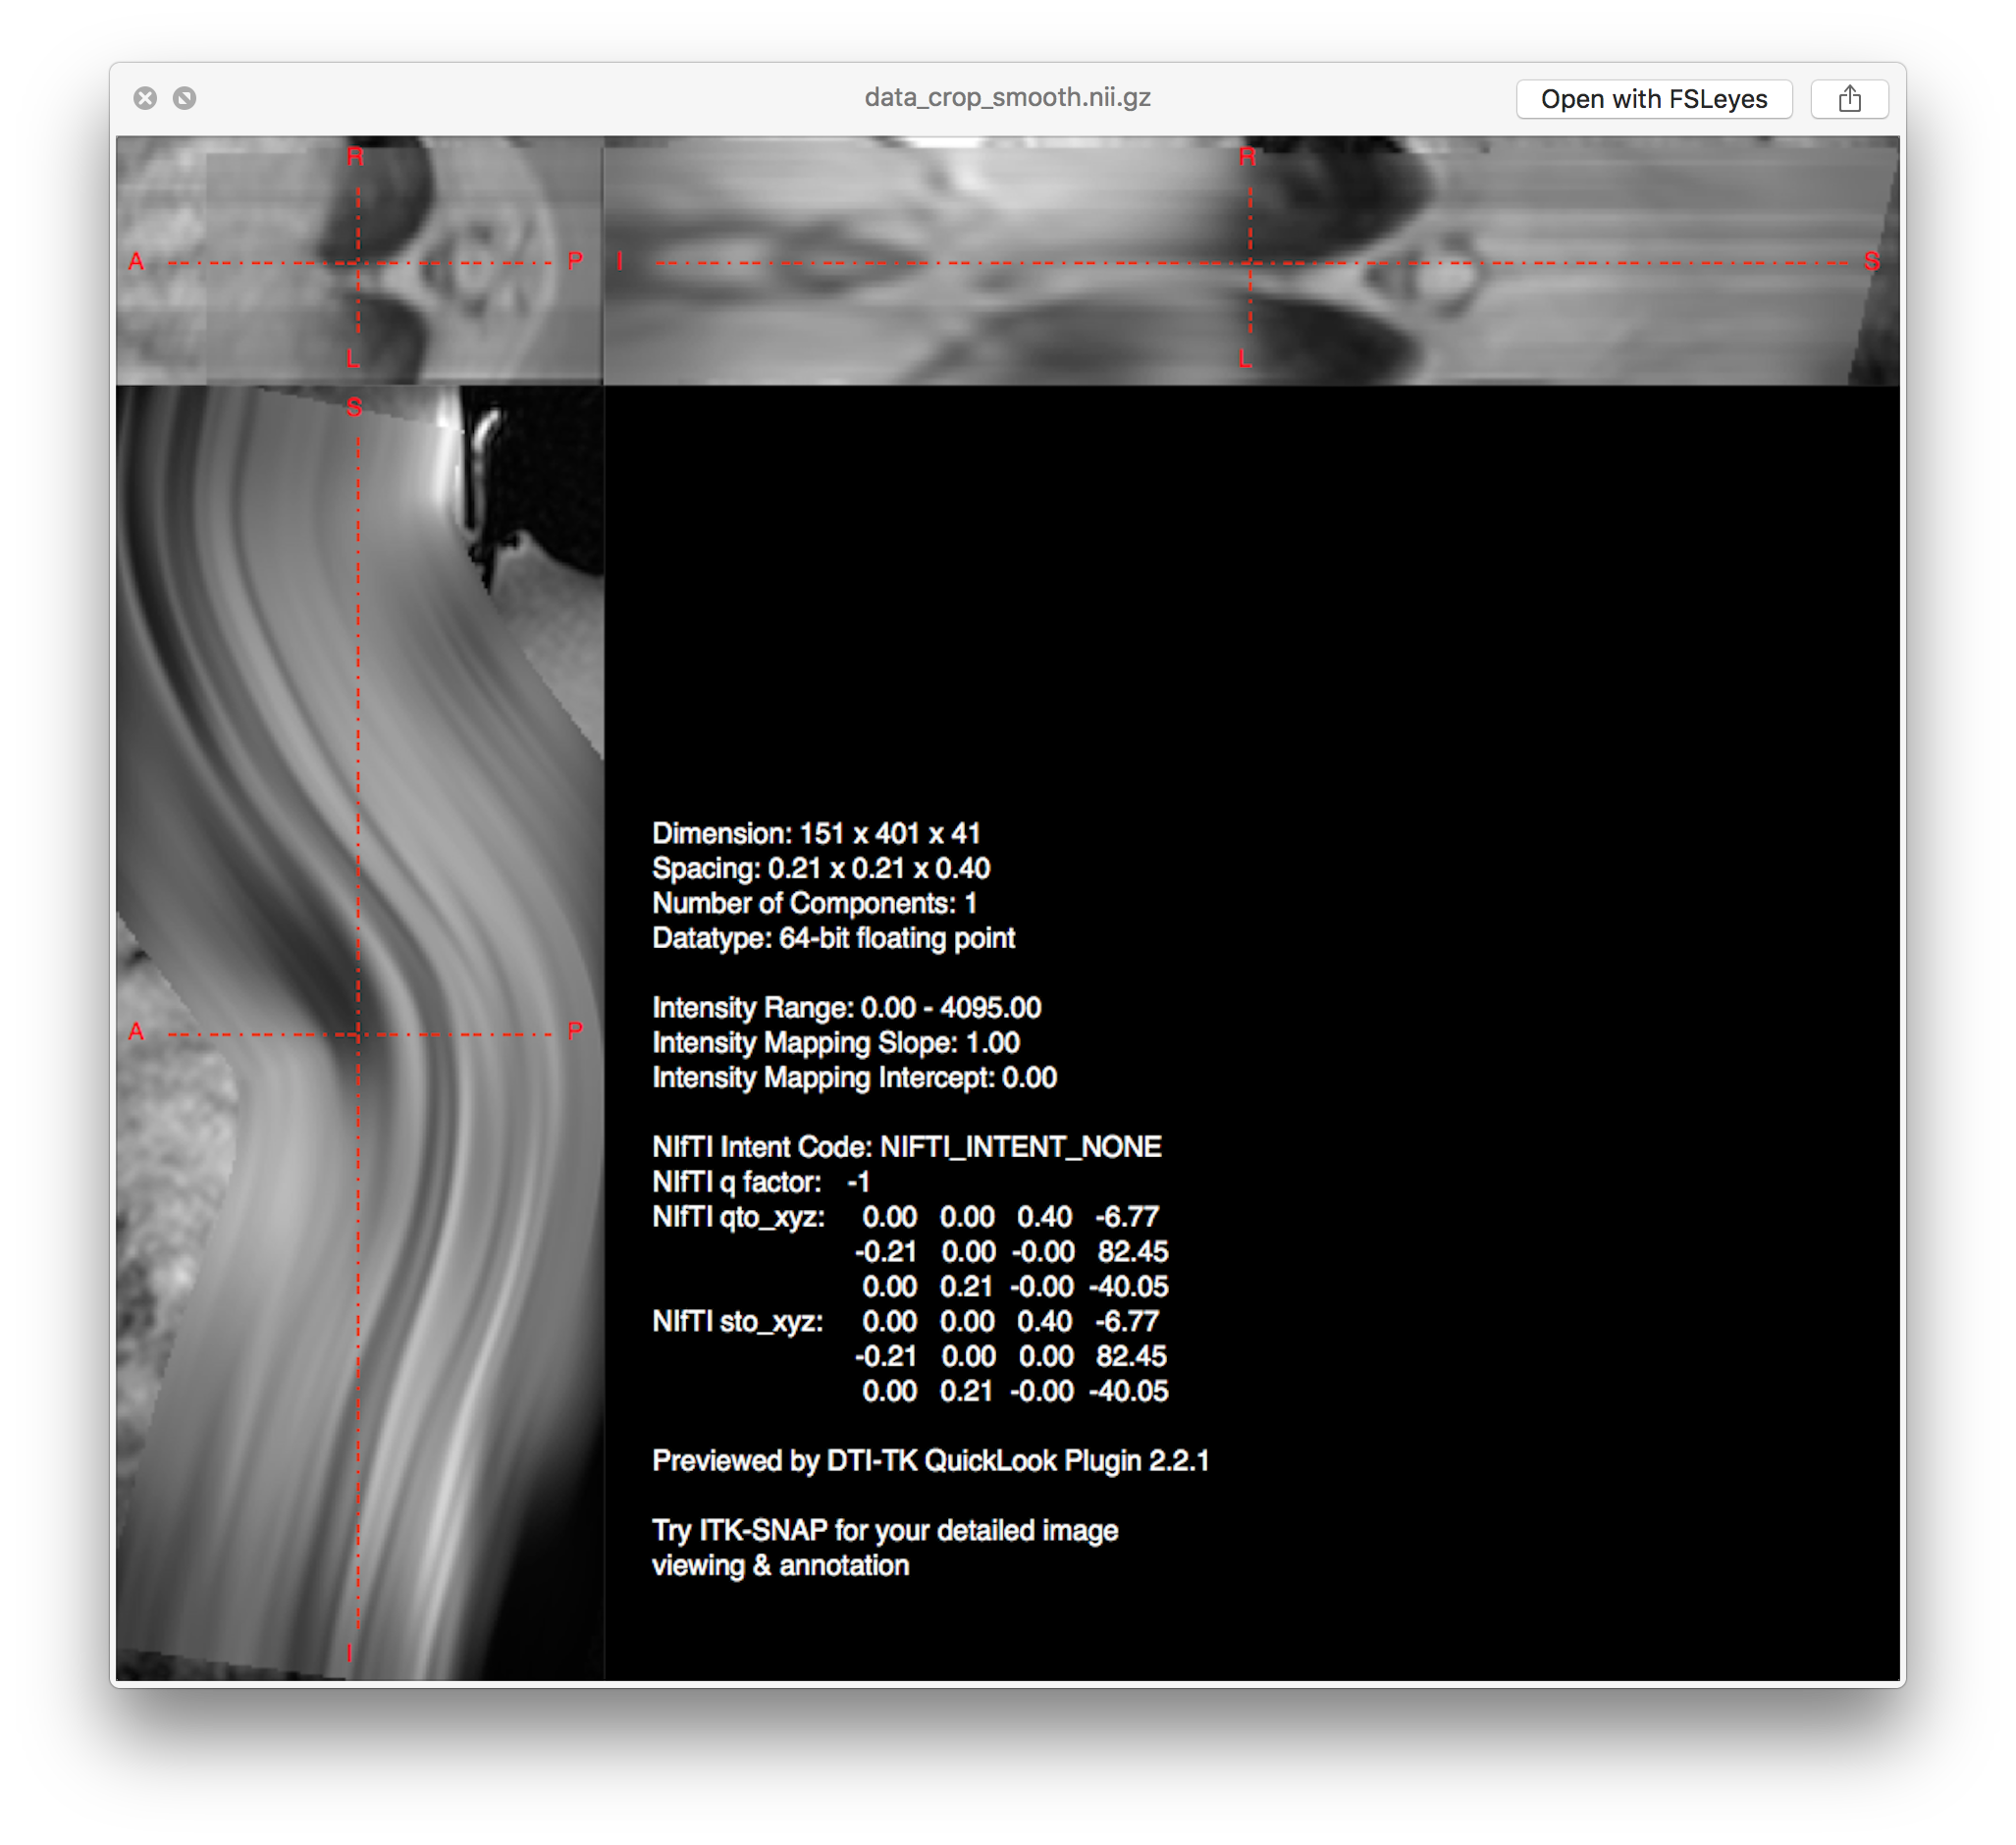 data_crop_smooth.nii.gz
Open with FSLeyes
R
R
A
P
I
S
L
L
S
A
P
I
Dimension: 151 x 401 x 41
Spacing: 0.21 x 0.21 x 0.40
Number of Components: 1
Datatype: 64-bit floating point
Intensity Range: 0.00 - 4095.00
Intensity Mapping Slope: 1.00
Intensity Mapping Intercept: 0.00
NIfTI Intent Code: NIFTI_INTENT_NONE
NIfTI q factor: -1
NIfTI qto_xyz: 0.00 0.00 0.40 -6.77
-0.21 0.00 -0.00 82.45
0.00 0.21 -0.00 -40.05
NIfTI sto_xyz: 0.00 0.00 0.40 -6.77
-0.21 0.00 0.00 82.45
0.00 0.21 -0.00 -40.05
Previewed by DTI-TK QuickLook Plugin 2.2.1
Try ITK-SNAP for your detailed image
viewing & annotation